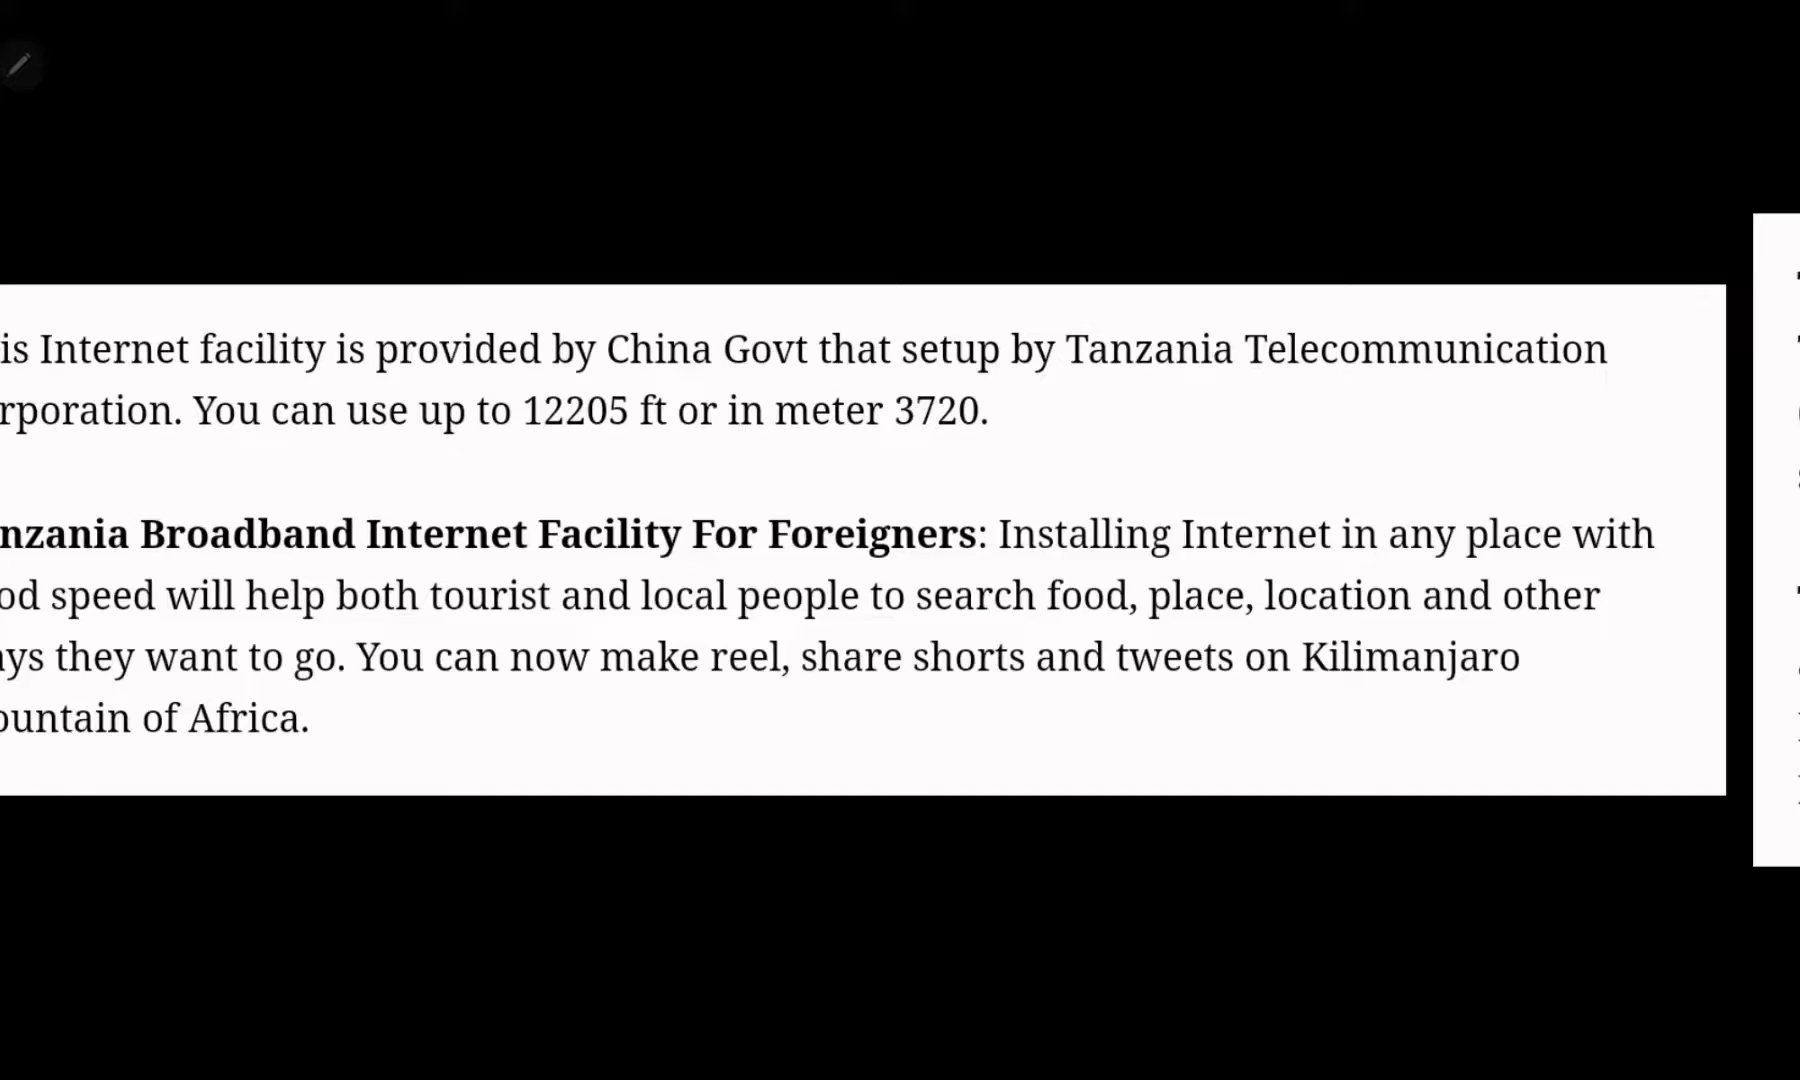 is Internet facility is provided by China Govt that setup by Tanzania Telecommunication
rporation. You can use up to 12205 ft or in meter 3720.
nzania Broadband Internet Facility For Foreigners: Installing Internet in any place with
od speed will help both tourist and local people to search food, place, location and other
ys they want to go. You can now make reel, share shorts and tweets on Kilimanjaro
ountain of Africa.